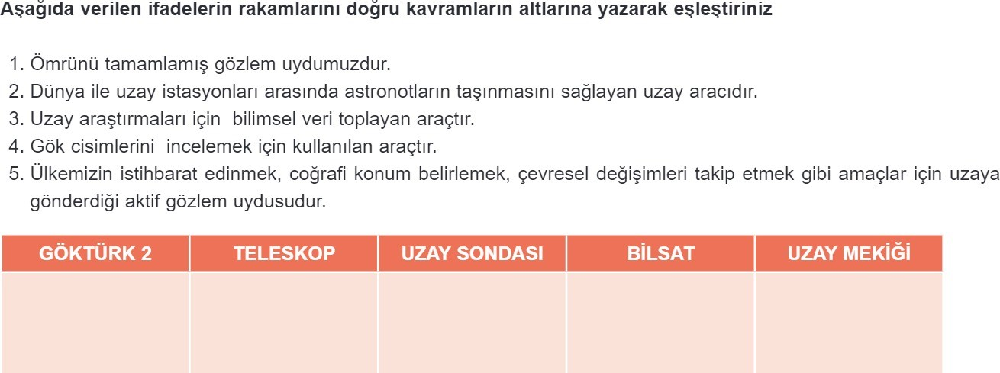 Aşağıda verilen ifadelerin rakamlarını doğru kavramların altlarına yazarak eşleştiriniz
1. Ömrünü tamamlamış gözlem uydumuzdur.
2. Dünya ile uzay istasyonları arasında astronotların taşınmasını sağlayan uzay aracıdır.
3. Uzay araştırmaları için bilimsel veri toplayan araçtır.
4. Gök cisimlerini incelemek için kullanılan araçtır.
5. Ülkemizin istihbarat edinmek, coğrafi konum belirlemek, çevresel değişimleri takip etmek gibi amaçlar için uzaya
gönderdiği aktif gözlem uydusudur.
GÖKTÜRK 2 TELESKOP UZAY SONDASI BİLSAT UZAY MEKİĞİ